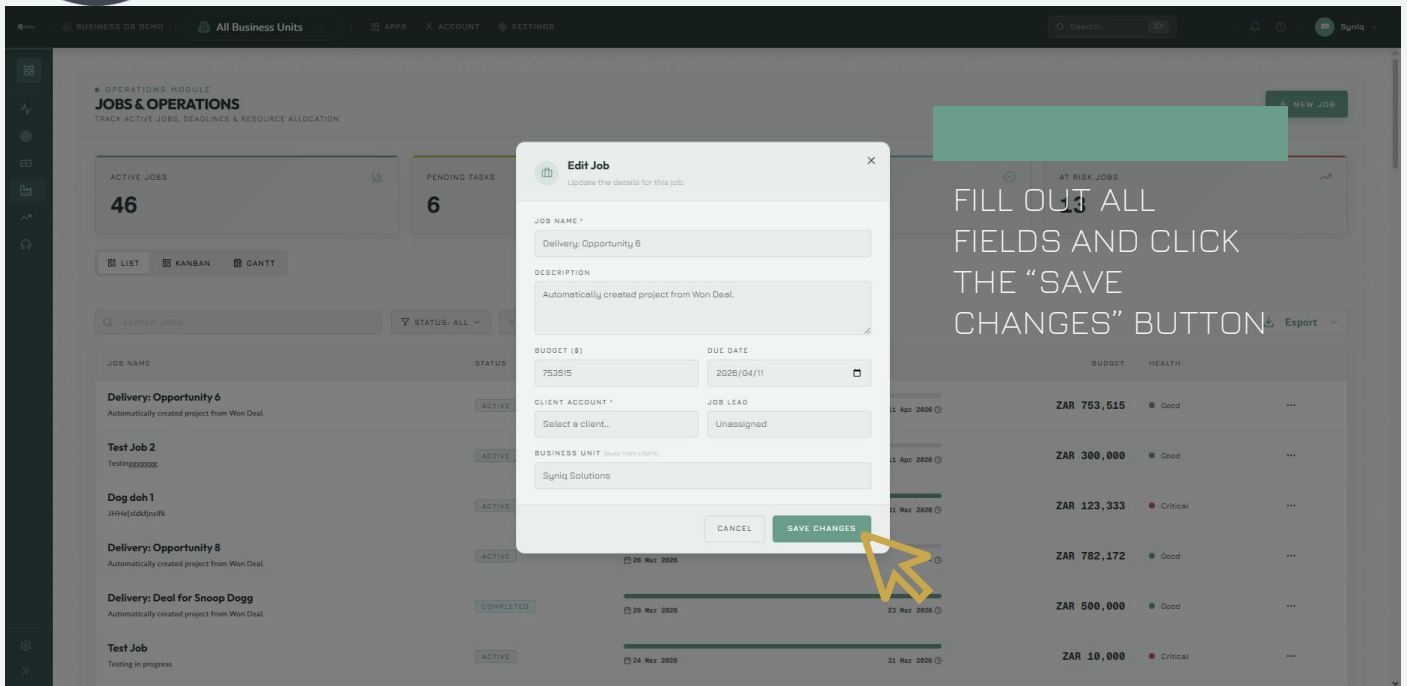 BUSINESS OS DEMO
All Business Units
APPS
ACCOUNT
SETTINGS
Search...
⌘K
SD
Syniq
OPERATIONS MODULE
JOBS & OPERATIONS
TRACK ACTIVE JOBS, DEADLINES & RESOURCE ALLOCATION
+ NEW JOB
ACTIVE JOBS
46
PENDING TASKS
6
AT RISK JOBS
13
FILL OUT ALL
FIELDS AND CLICK
THE “SAVE
CHANGES” BUTTON
LIST
KANBAN
GANTT
SEARCH JOBS...
STATUS: ALL
Export
Edit Job
Update the details for this job.
JOB NAME *
Delivery: Opportunity 6
DESCRIPTION
Automatically created project from Won Deal.
BUDGET ($)
DUE DATE
753515
2026/04/11
CLIENT ACCOUNT *
JOB LEAD
Select a client...
Unassigned
BUSINESS UNIT (auto from client)
Syniq Solutions
CANCEL
SAVE CHANGES
JOB NAME
STATUS
BUDGET
HEALTH
Delivery: Opportunity 6
Automatically created project from Won Deal.
ACTIVE
11 Apr 2026
ZAR 753,515
Good
Test Job 2
ACTIVE
11 Apr 2026
ZAR 300,000
Good
Dog doh 1
ACTIVE
31 Mar 2026
ZAR 123,333
Critical
Delivery: Opportunity 8
Automatically created project from Won Deal.
ACTIVE
26 Mar 2026
ZAR 782,172
Good
Delivery: Deal for Snoop Dogg
Automatically created project from Won Deal.
COMPLETED
26 Mar 2026
23 Mar 2026
ZAR 500,000
Good
Test Job
Testing in progress
ACTIVE
24 Mar 2026
31 Mar 2026
ZAR 10,000
Critical